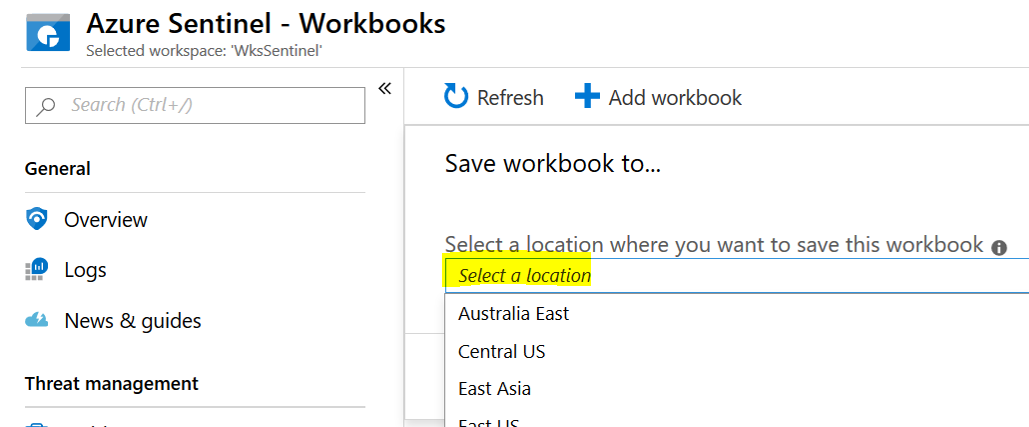 Azure Sentinel - Workbooks
Selected workspace: 'WksSentinel'
Search (Ctrl+/)
«
General
Overview
Logs
News & guides
Threat management
Refresh
Add workbook
Save workbook to...
Select a location where you want to save this workbook
Select a location
Australia East
Central US
East Asia
East US